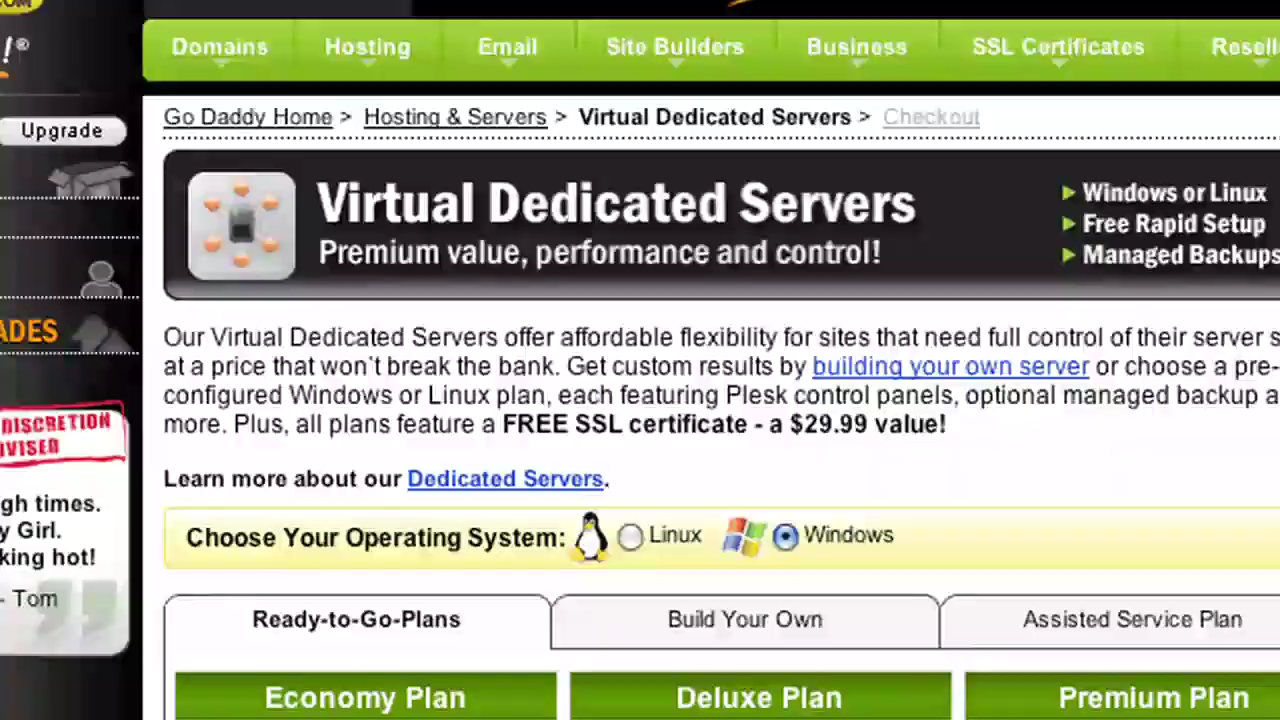 .COM
!®
Domains Hosting Email Site Builders Business SSL Certificates Resell
Go Daddy Home > Hosting & Servers > Virtual Dedicated Servers > Checkout
Upgrade
Virtual Dedicated Servers
Premium value, performance and control!
Windows or Linux
Free Rapid Setup
Managed Backups
ADES
Our Virtual Dedicated Servers offer affordable flexibility for sites that need full control of their server s
at a price that won't break the bank. Get custom results by building your own server or choose a pre-
configured Windows or Linux plan, each featuring Plesk control panels, optional managed backup a
more. Plus, all plans feature a FREE SSL certificate - a $29.99 value!
DISCRETION
VISED
Learn more about our Dedicated Servers.
gh times.
y Girl.
king hot!
- Tom
Choose Your Operating System: Linux Windows
Ready-to-Go-Plans Build Your Own Assisted Service Plan
Economy Plan Deluxe Plan Premium Plan